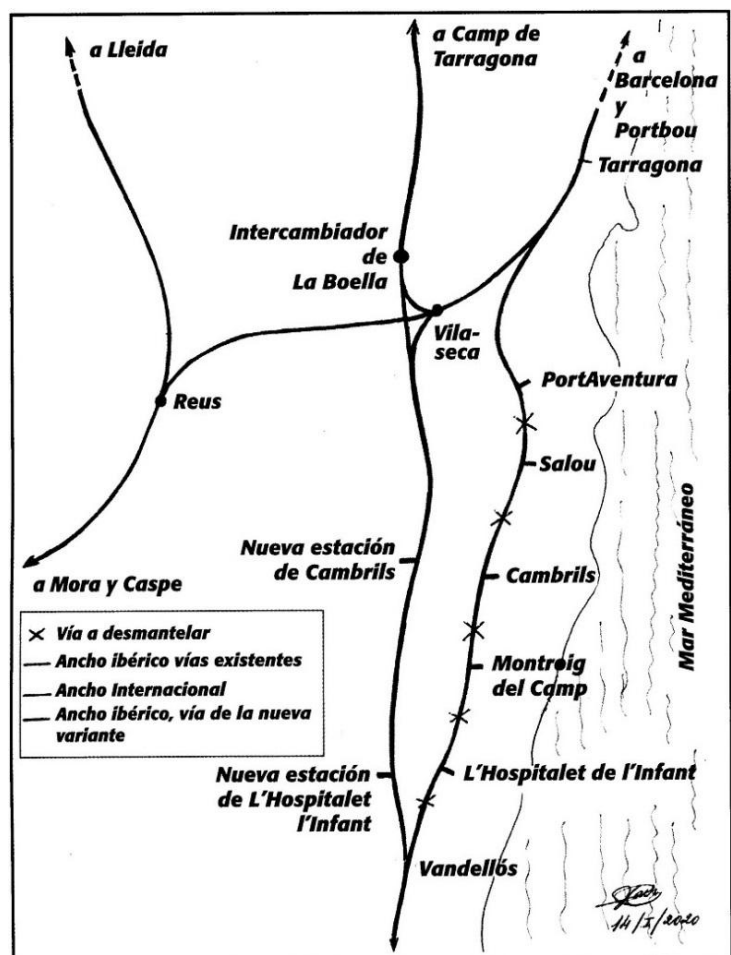 a Lleida
a Camp de
Tarragona
a
Barcelona
y
Portbou
Tarragona
Intercambiador
de
La Boella
Vila-
seca
PortAventura
Reus
Salou
Nueva estación
de Cambrils
a Mora y Caspe
Cambrils
Mar Mediterráneo
Vía a desmantelar
Ancho ibérico vías existentes
Ancho Internacional
Ancho ibérico, vía de la nueva
variante
Montroig
del Camp
Nueva estación
de L'Hospitalet
l'Infant
L'Hospitalet de l'Infant
Vandellós
14/I/2020